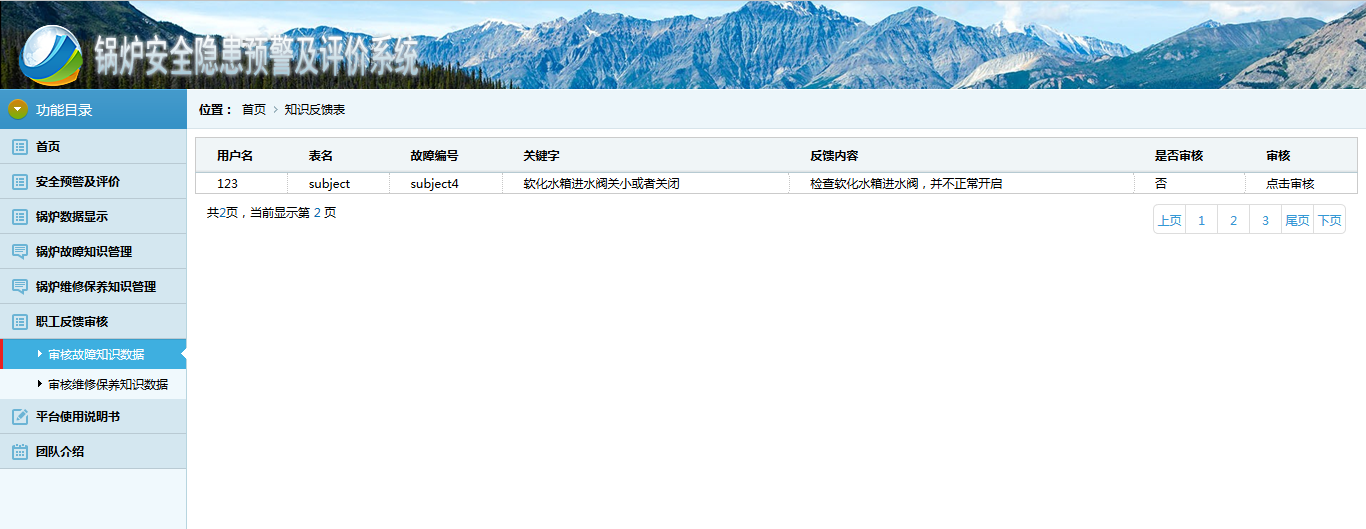 锅炉安全隐患预警及评价系统
功能目录
位置： 首页 > 知识反馈表
首页
安全预警及评价
锅炉数据显示
锅炉故障知识管理
锅炉维修保养知识管理
职工反馈审核
审核故障知识数据
审核维修保养知识数据
平台使用说明书
团队介绍
用户名 表名 故障编号 关键字 反馈内容 是否审核 审核
123 subject subject4 软化水箱进水阀关小或者关闭 检查软化水箱进水阀，并不正常开启 否 点击审核
共2页，当前显示第 2 页 上页 1 2 3 尾页 下页